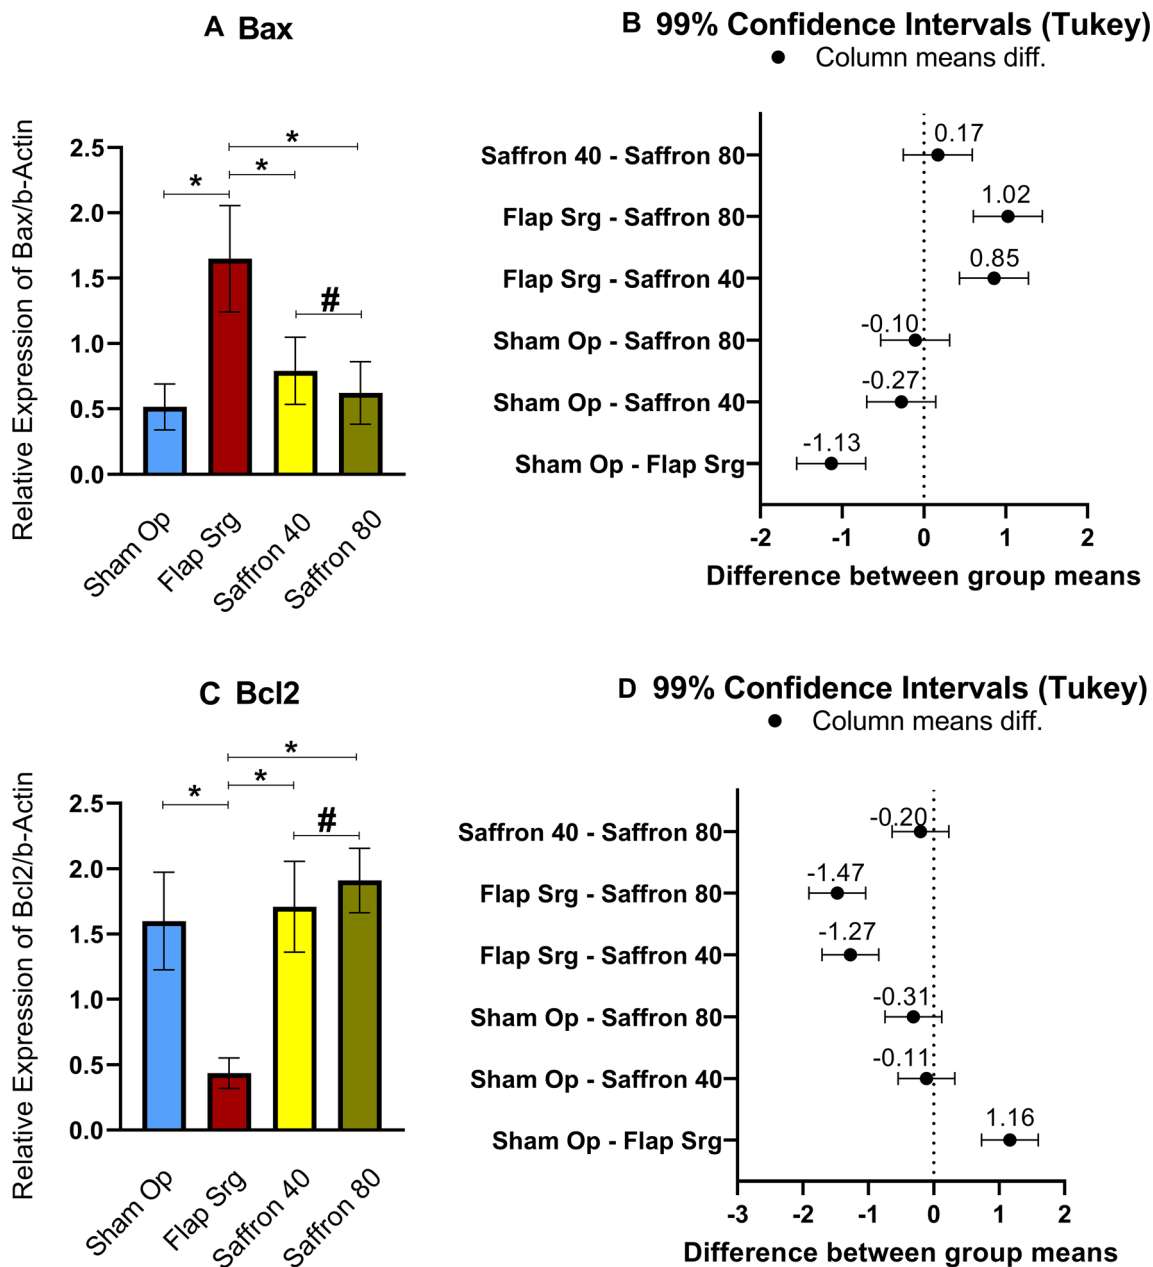 A Bax
Relative Expression of Bax/b-Actin
2.5
2.0
1.5
1.0
0.5
0.0
*
*
*
#
Sham Op
Flap Srg
Saffron 40
Saffron 80
B 99% Confidence Intervals (Tukey)
Column means diff.
Saffron 40 - Saffron 80
0.17
Flap Srg - Saffron 80
1.02
Flap Srg - Saffron 40
0.85
Sham Op - Saffron 80
-0.10
Sham Op - Saffron 40
-0.27
Sham Op - Flap Srg
-1.13
-2 -1 0 1 2
Difference between group means
C Bcl2
Relative Expression of Bcl2/b-Actin
2.5
2.0
1.5
1.0
0.5
0.0
*
*
*
#
Sham Op
Flap Srg
Saffron 40
Saffron 80
D 99% Confidence Intervals (Tukey)
Column means diff.
Saffron 40 - Saffron 80
-0.20
Flap Srg - Saffron 80
-1.47
Flap Srg - Saffron 40
-1.27
Sham Op - Saffron 80
-0.31
Sham Op - Saffron 40
-0.11
Sham Op - Flap Srg
1.16
-3 -2 -1 0 1 2
Difference between group means